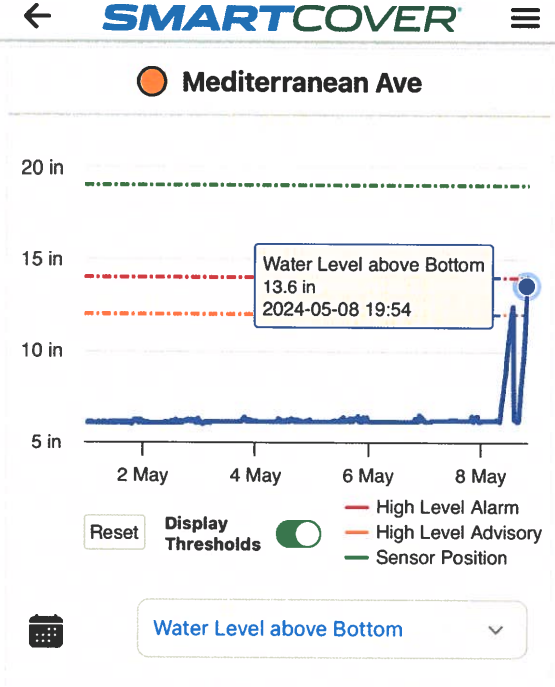 SMARTCOVER
Mediterranean Ave
20 in
15 in
Water Level above Bottom
13.6 in
2024-05-08 19:54
10 in
5 in
2 May 4 May 6 May 8 May
Reset
Display
Thresholds
High Level Alarm
High Level Advisory
Sensor Position
Water Level above Bottom